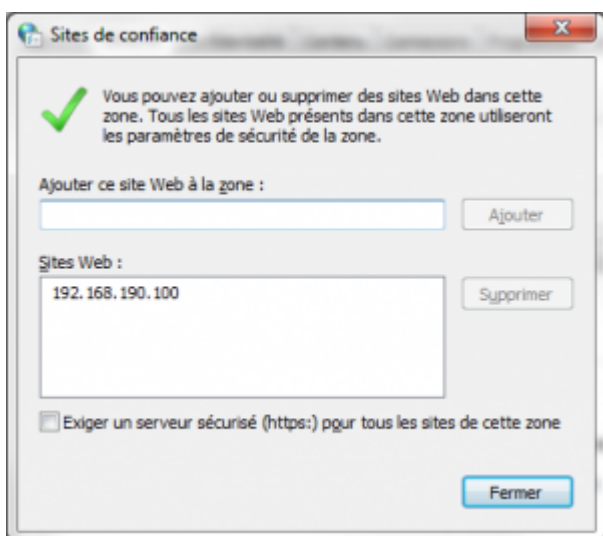 Sites de confiance
Vous pouvez ajouter ou supprimer des sites Web dans cette
zone. Tous les sites Web présents dans cette zone utiliseront
les paramètres de sécurité de la zone.
Ajouter ce site Web à la zone :
Ajouter
Sites Web :
192.168.190.100
Supprimer
Exiger un serveur sécurisé (https:) pour tous les sites de cette zone
Fermer